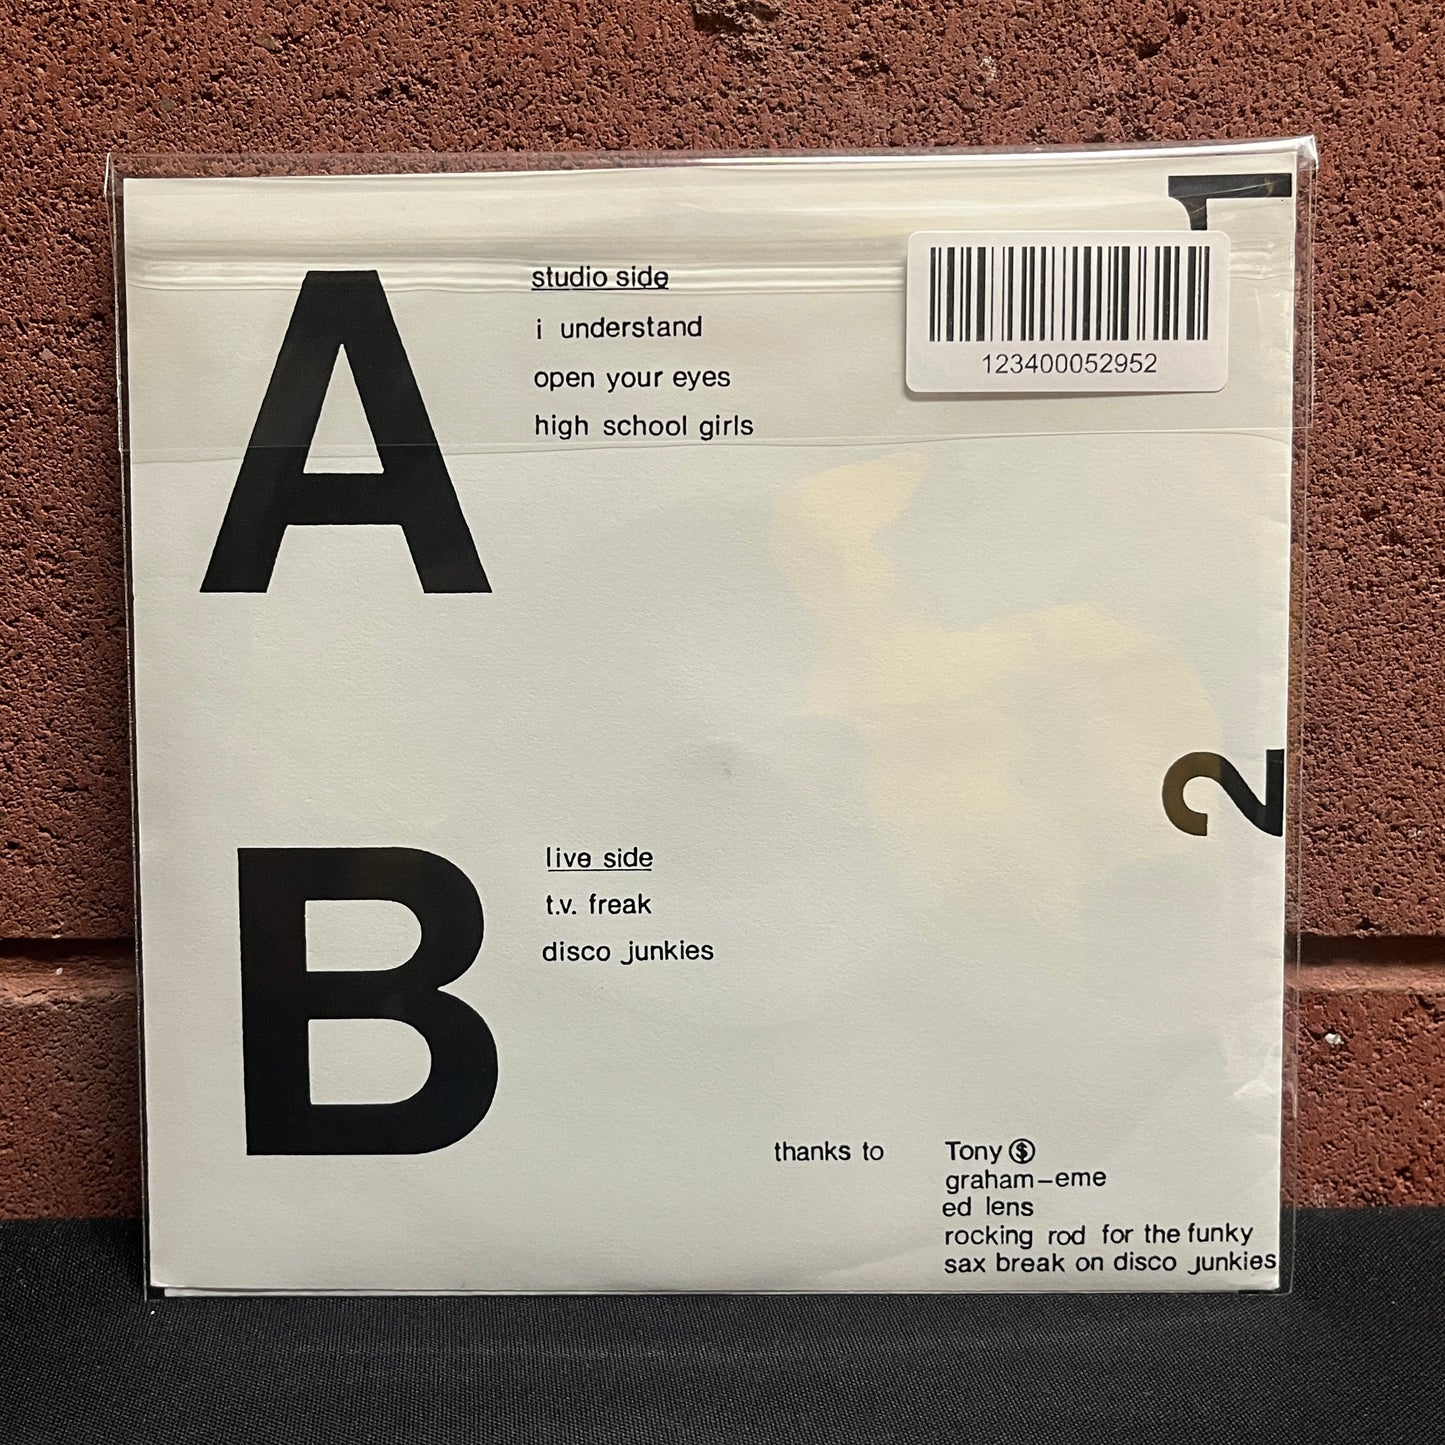 A
studio side
i understand
open your eyes
high school girls
123400052952
2
B
live side
t.v. freak
disco junkies
thanks to Tony $
graham-eme
ed lens
rocking rod for the funky
sax break on disco junkies